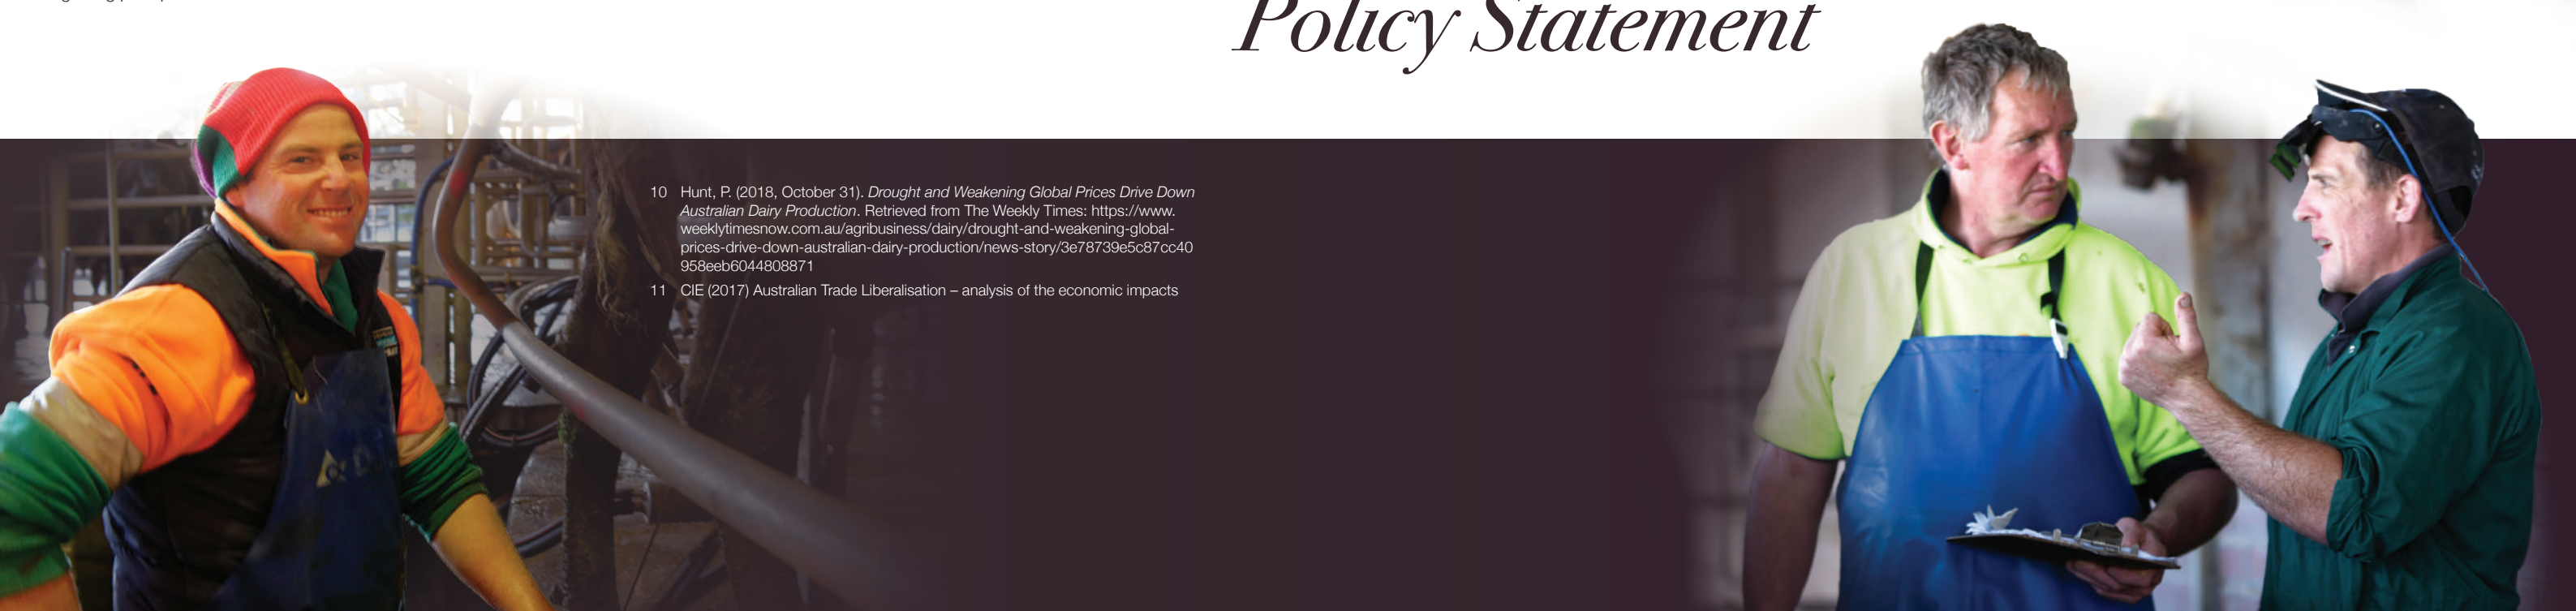 Policy Statement
10 Hunt, P. (2018, October 31). Drought and Weakening Global Prices Drive Down
Australian Dairy Production. Retrieved from The Weekly Times: https://www.
weeklytimesnow.com.au/agribusiness/dairy/drought-and-weakening-global-
prices-drive-down-australian-dairy-production/news-story/3e78739e5c87cc40
958eeb6044808871
11 CIE (2017) Australian Trade Liberalisation – analysis of the economic impacts